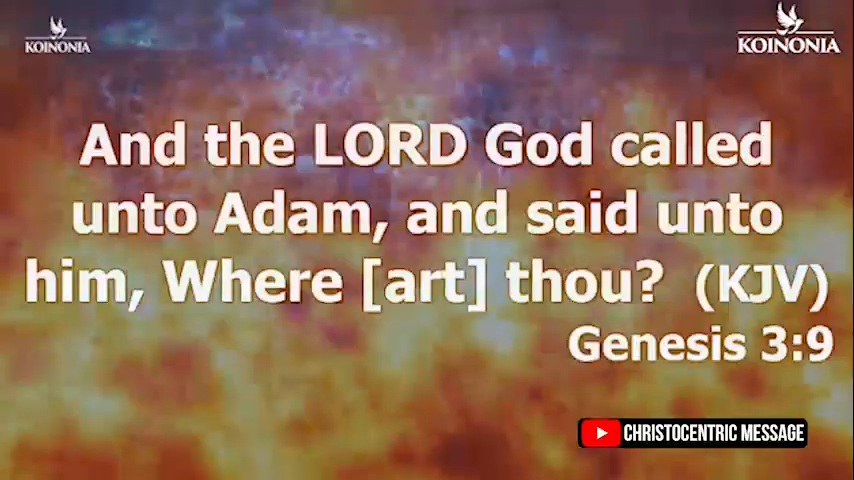 KOINONIA
KOINONIA
And the LORD God called
unto Adam, and said unto
him, Where [art] thou? (KJV)
Genesis 3:9
CHRISTOCENTRIC MESSAGE